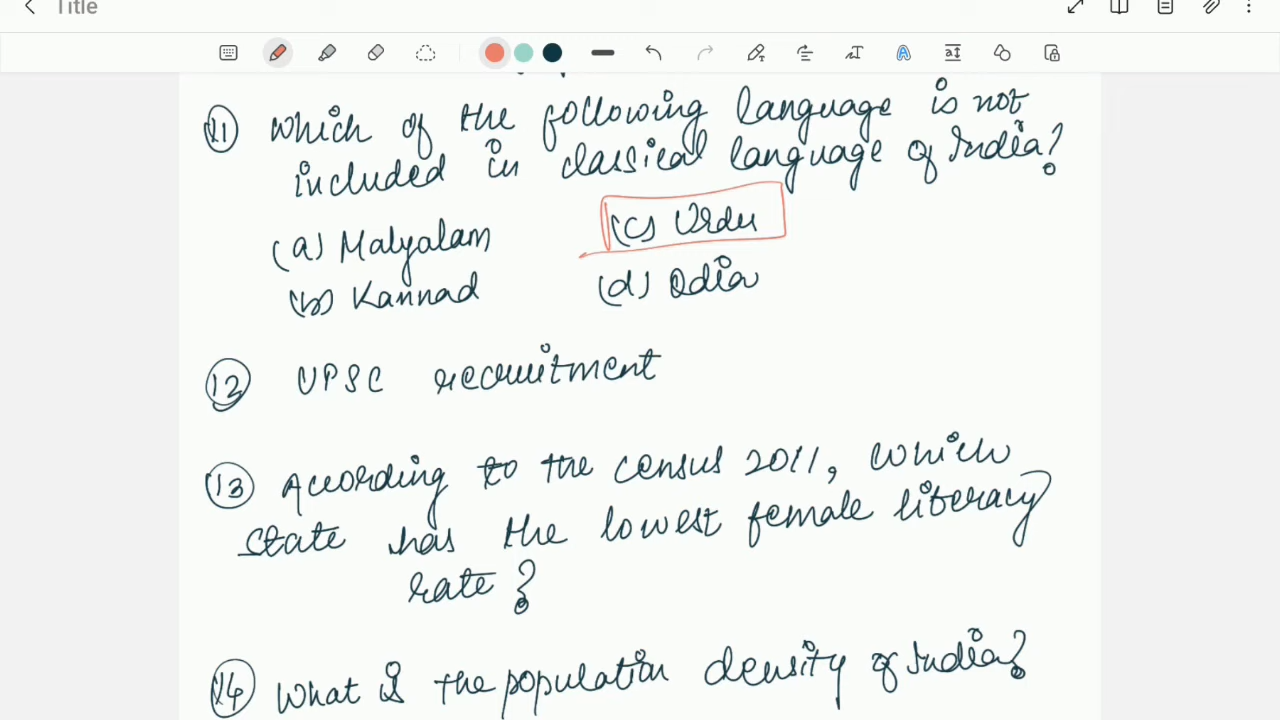 Title
11 Which of the following language is not
included in classical language of India?
(a) Malyalam (c) Urdu
(b) Kannad (d) Odia
12 UPSC recruitment
13 According to the census 2011, which
state has the lowest female literacy
rate?
14 What is the population density of India?